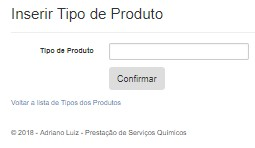 Inserir Tipo de Produto
Tipo de Produto
Confirmar
Voltar a lista de Tipos dos Produtos
© 2018 - Adriano Luiz - Prestação de Serviços Químicos